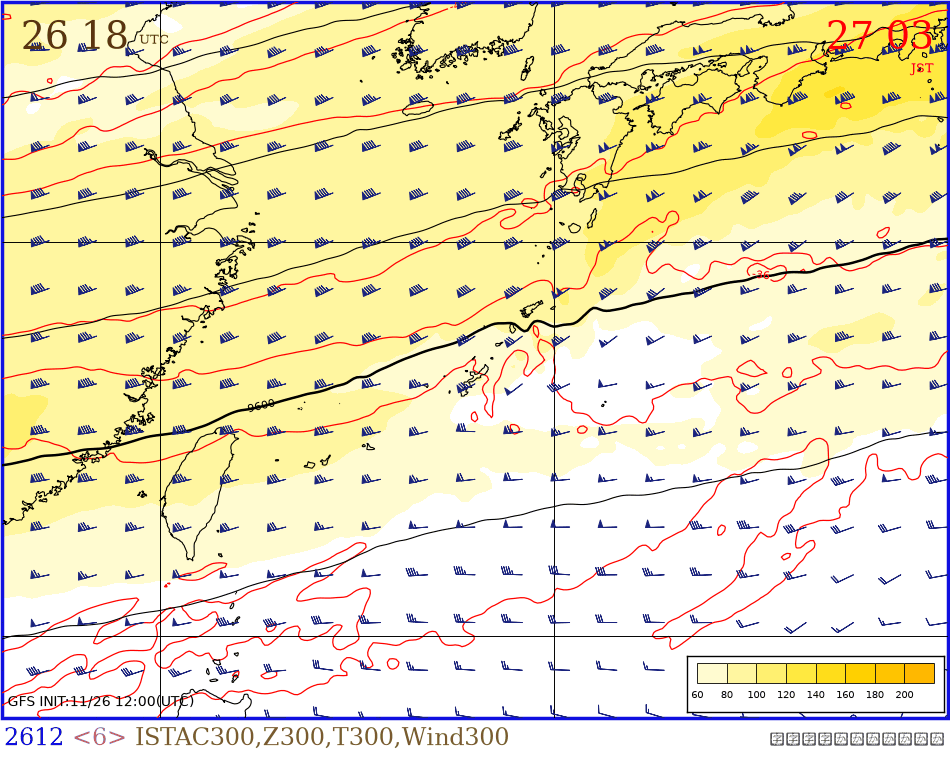 26 18 UTC
27 03
JST
-36
9600
60 80 100 120 140 160 180 200
GFS INIT:11/26 12:00(UTC)
2612 <6> ISTAC300,Z300,T300,Wind300